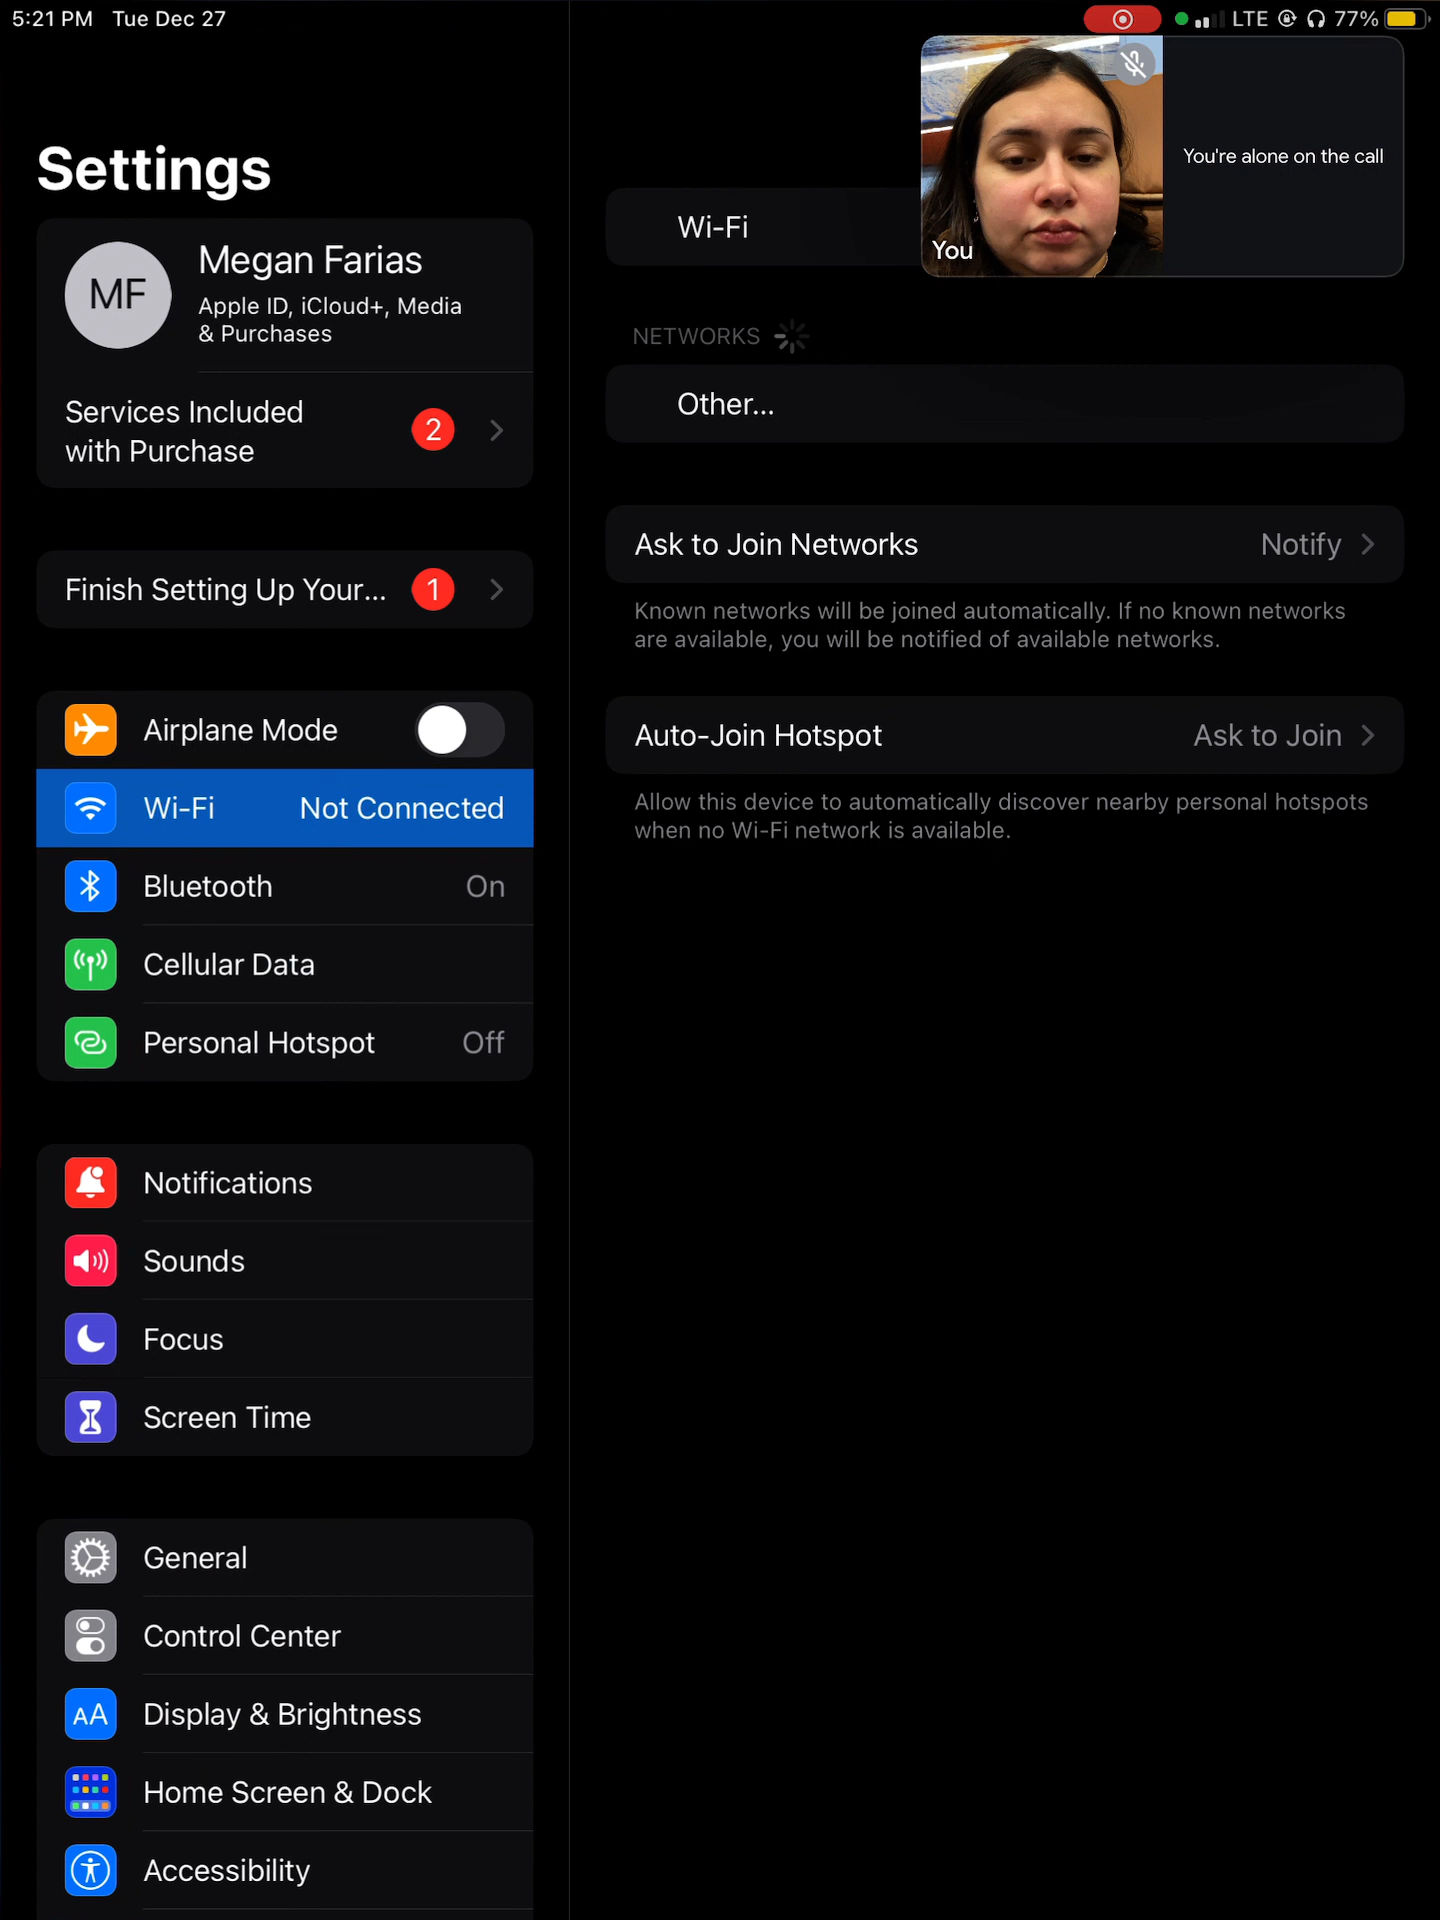 5:21 PM Tue Dec 27
LTE 77%
Settings
MF
Megan Farias
Apple ID, iCloud+, Media
& Purchases
Services Included
with Purchase
2
Finish Setting Up Your...
1
Airplane Mode
Wi-Fi Not Connected
Bluetooth On
Cellular Data
Personal Hotspot Off
Notifications
Sounds
Focus
Screen Time
General
Control Center
AA Display & Brightness
Home Screen & Dock
Accessibility
You
You're alone on the call
Wi-Fi
NETWORKS
Other...
Ask to Join Networks Notify
Known networks will be joined automatically. If no known networks
are available, you will be notified of available networks.
Auto-Join Hotspot Ask to Join
Allow this device to automatically discover nearby personal hotspots
when no Wi-Fi network is available.